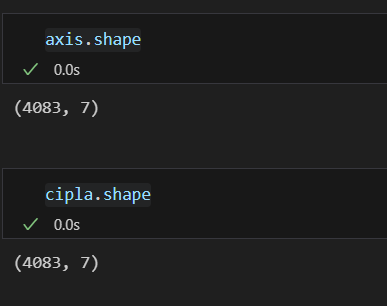 axis.shape
✓ 0.0s
(4083, 7)
cipla.shape
✓ 0.0s
(4083, 7)